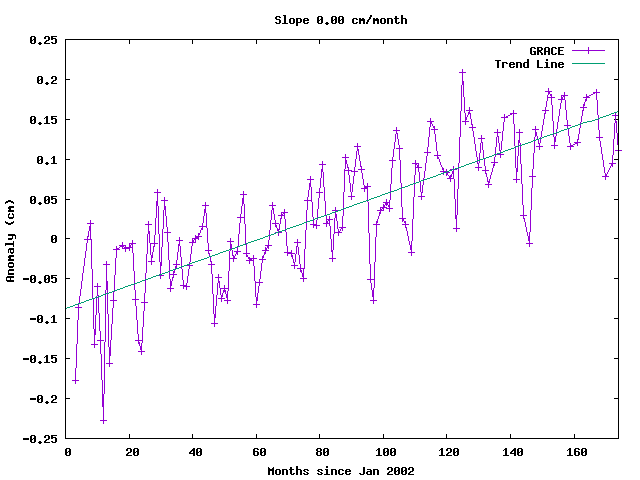 Slope 0.00 cm/month
GRACE
Trend Line
0.25
0.2
0.15
0.1
0.05
0
-0.05
-0.1
-0.15
-0.2
-0.25
Anomaly (cm)
0 20 40 60 80 100 120 140 160
Months since Jan 2002